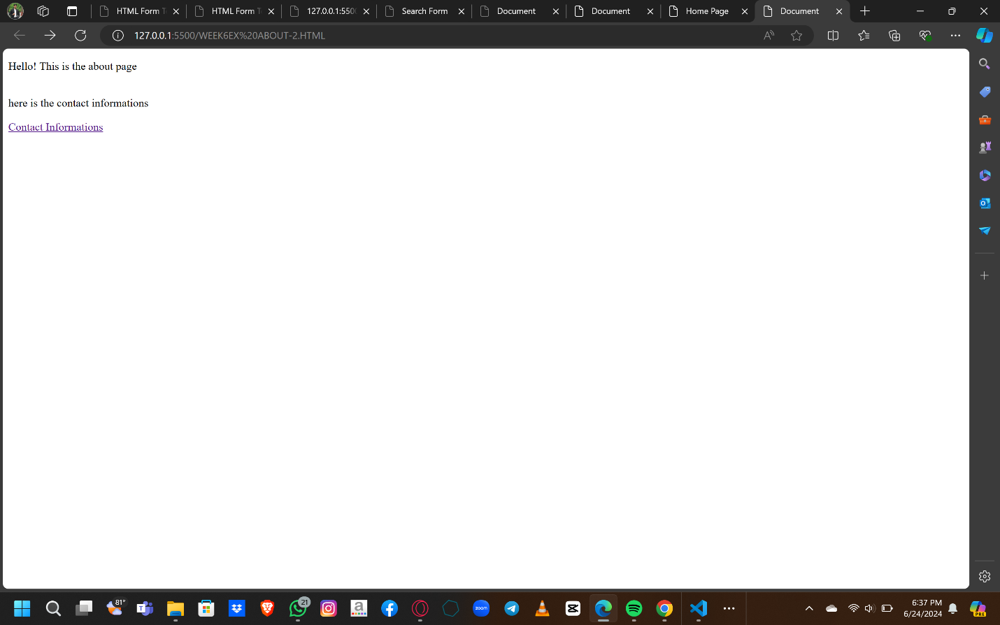 HTML Form T
HTML Form T
127.0.0.1:550
Search Form
Document
Document
Home Page
Document
127.0.0.1:5500/WEEK6EX%20ABOUT-2.HTML
Hello! This is the about page
here is the contact informations
Contact Informations
81°
21
zoom
6:37 PM
6/24/2024
PRE